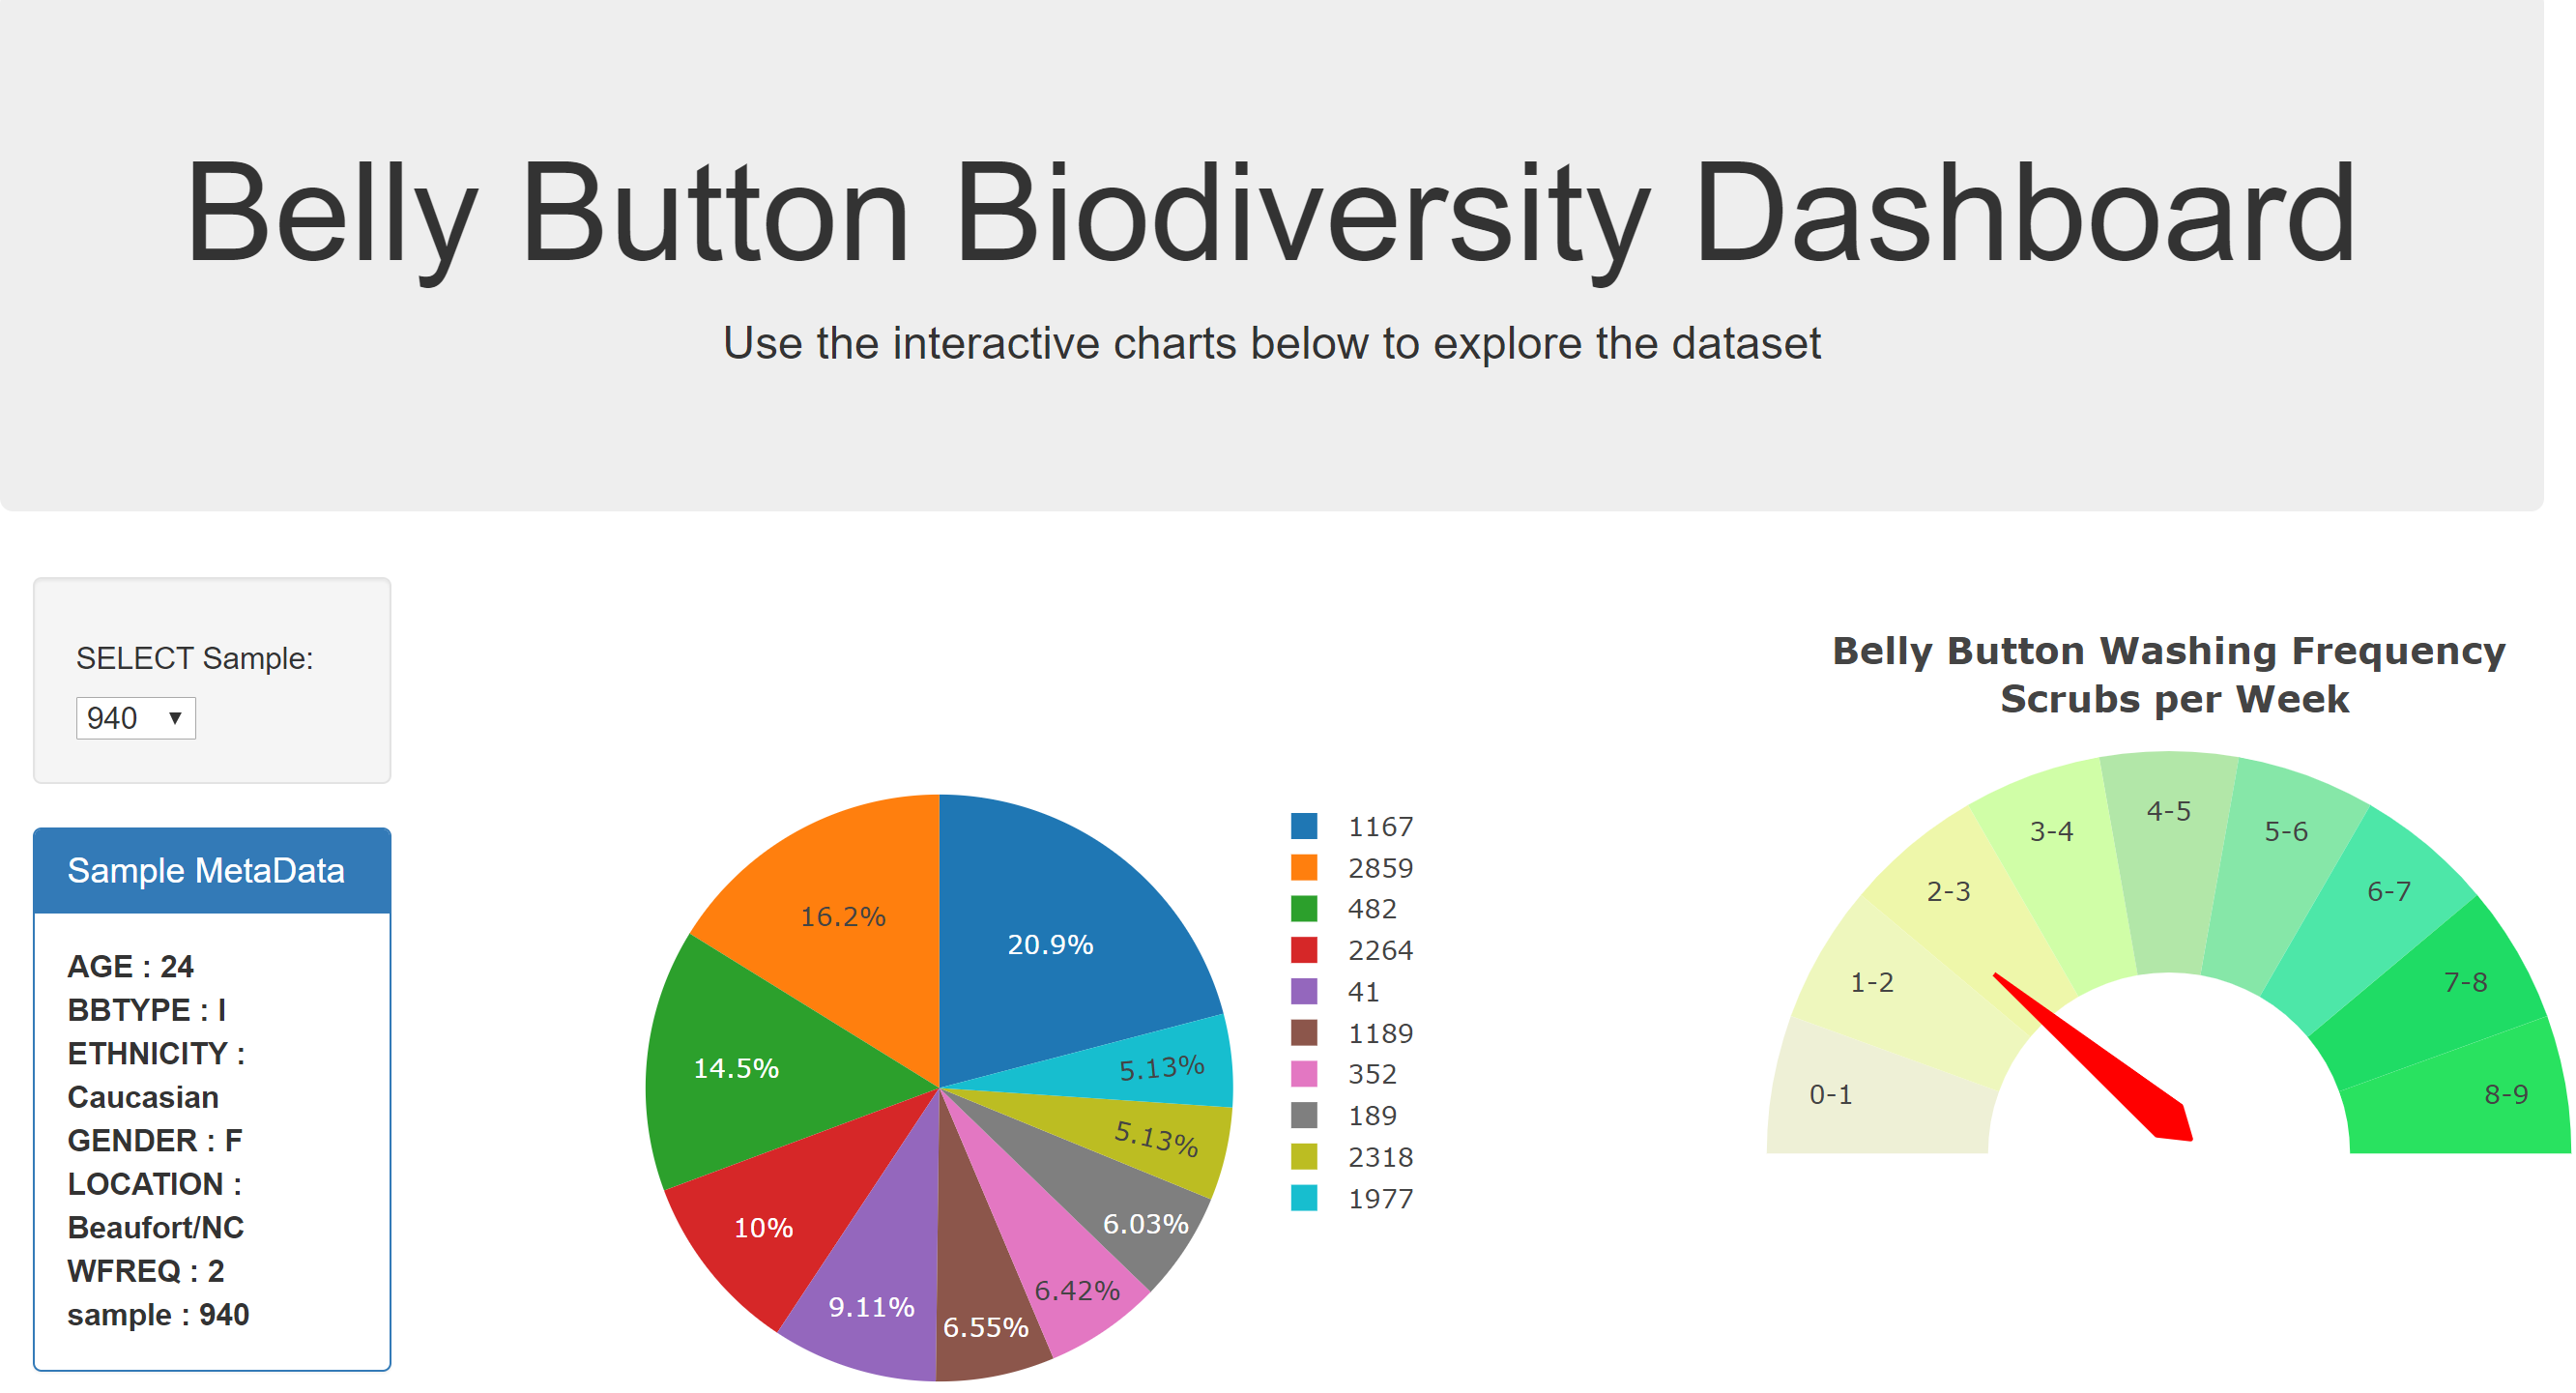 Belly Button Biodiversity Dashboard
Use the interactive charts below to explore the dataset
SELECT Sample:
940
Sample MetaData
AGE : 24
BBTYPE : I
ETHNICITY :
Caucasian
GENDER : F
LOCATION :
Beaufort/NC
WFREQ : 2
sample : 940
20.9%
16.2%
14.5%
10%
9.11%
6.55%
6.42%
6.03%
5.13%
5.13%
1167
2859
482
2264
41
1189
352
189
2318
1977
Belly Button Washing Frequency
Scrubs per Week
0-1
1-2
2-3
3-4
4-5
5-6
6-7
7-8
8-9